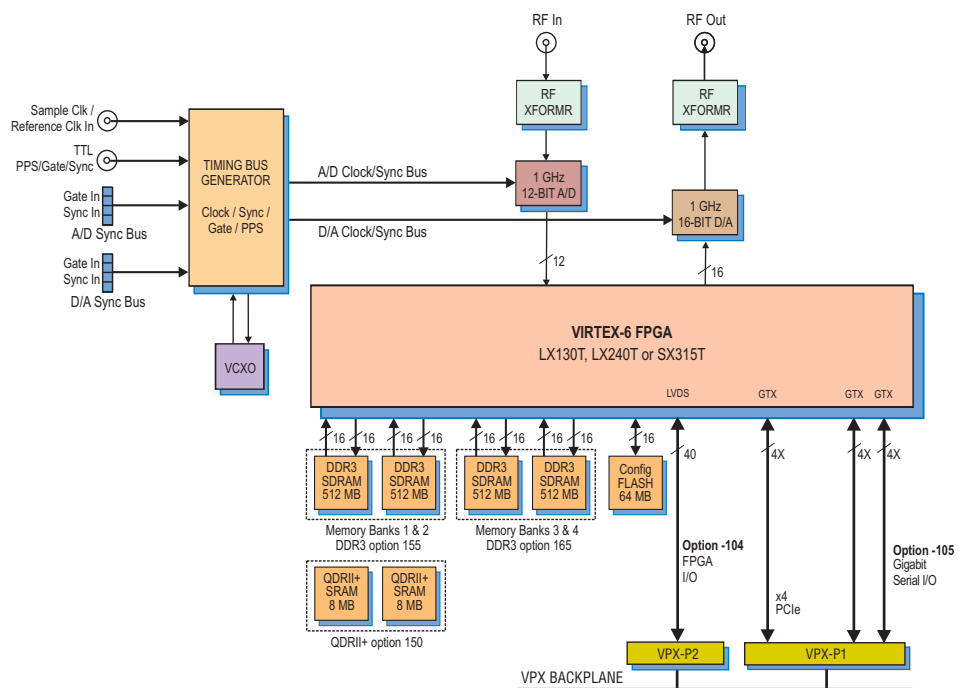 RF In
RF Out
Sample Clk /
Reference Clk In
TTL
PPS/Gate/Sync
Gate In
Sync In
A/D Sync Bus
Gate In
Sync In
D/A Sync Bus
TIMING BUS
GENERATOR
Clock / Sync /
Gate / PPS
VCXO
A/D Clock/Sync Bus
D/A Clock/Sync Bus
RF
XFORMR
RF
XFORMR
1 GHz
12-BIT A/D
1 GHz
16-BIT D/A
12
16
VIRTEX-6 FPGA
LX130T, LX240T or SX315T
LVDS
GTX
GTX
GTX
16
16
16
16
16
16
16
16
16
40
4X
4X
4X
DDR3
SDRAM
512 MB
DDR3
SDRAM
512 MB
DDR3
SDRAM
512 MB
DDR3
SDRAM
512 MB
Config
FLASH
64 MB
Memory Banks 1 & 2
DDR3 option 155
Memory Banks 3 & 4
DDR3 option 165
QDRII+
SRAM
8 MB
QDRII+
SRAM
8 MB
QDRII+ option 150
Option -104
FPGA
I/O
x4
PCIe
Option -105
Gigabit
Serial I/O
VPX-P2
VPX-P1
VPX BACKPLANE